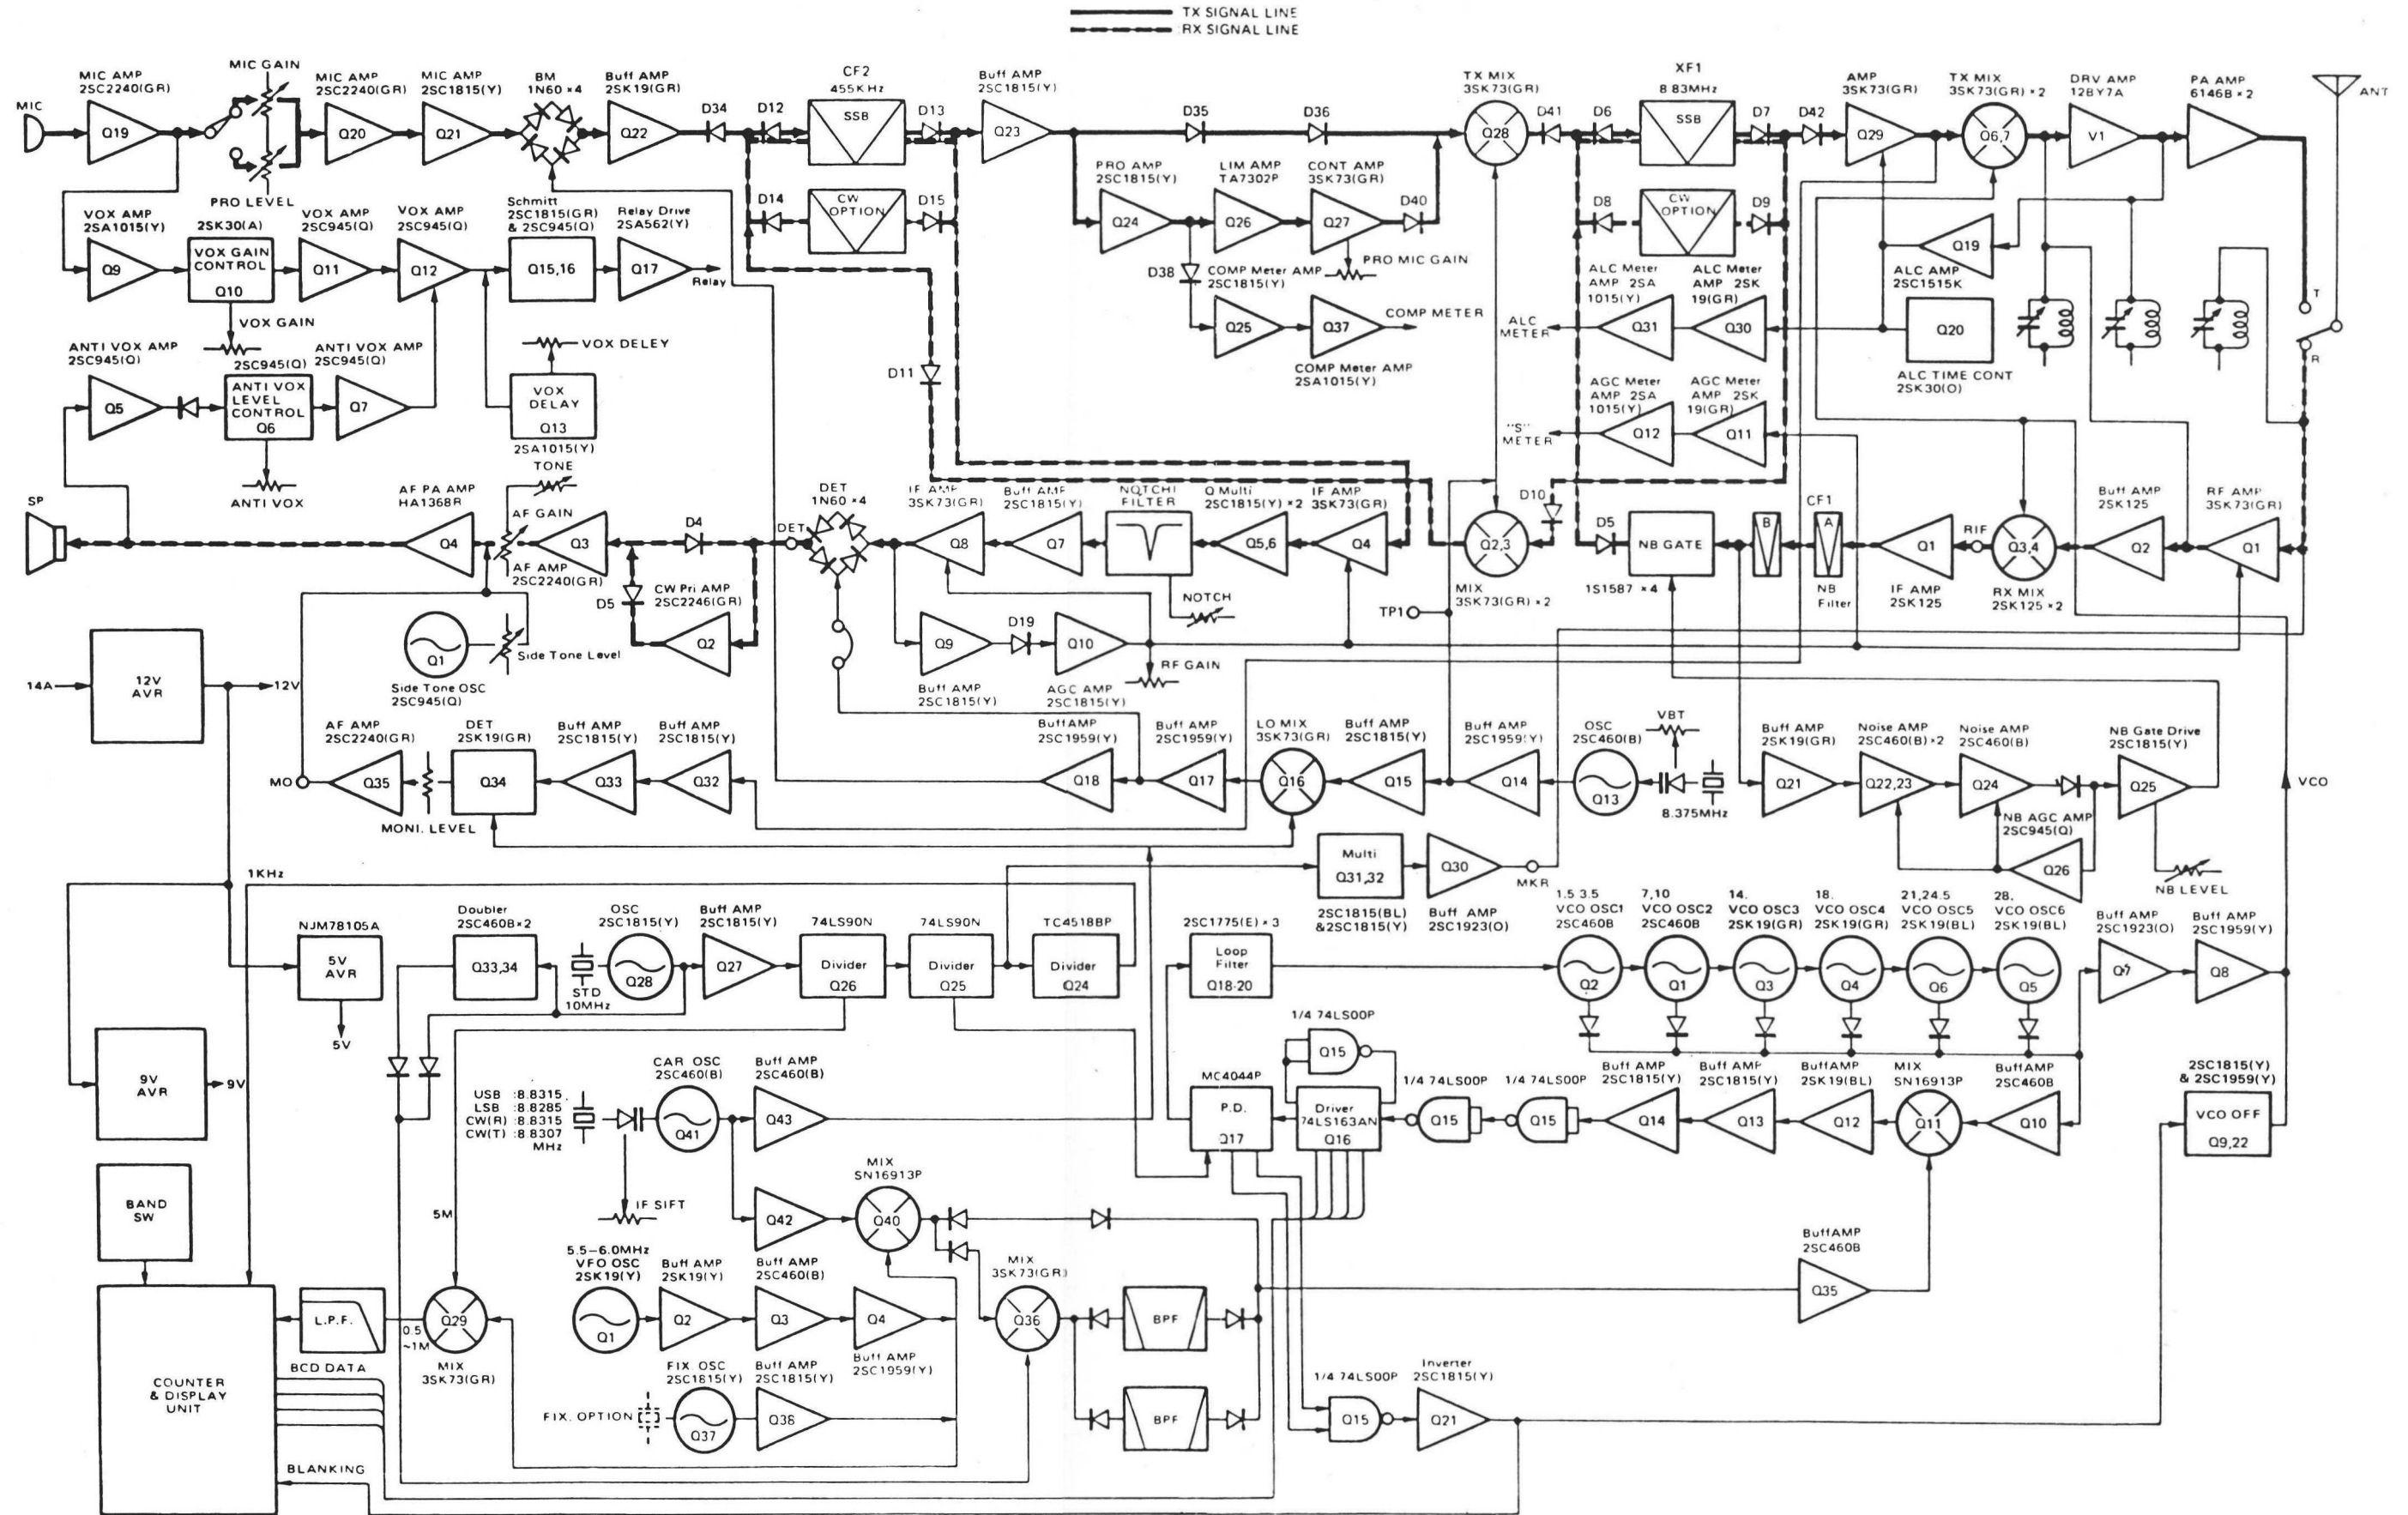 TX SIGNAL LINE
RX SIGNAL LINE
MIC
MIC AMP
2SC2240(GR)
Q19
MIC GAIN
PRO LEVEL
MIC AMP
2SC2240(GR)
Q20
MIC AMP
2SC1815(Y)
Q21
BM
1N60 ×4
Buff AMP
2SK19(GR)
Q22
D34
D12
CF2
455KHz
SSB
D13
D14
CW
OPTION
D15
Buff AMP
2SC1815(Y)
Q23
D35
D36
TX MIX
3SK73(GR)
Q28
D41
D6
XF1
8.83MHz
SSB
D7
D42
D8
CW
OPTION
D9
AMP
3SK73(GR)
Q29
TX MIX
3SK73(GR) ×2
Q6,7
DRV AMP
12BY7A
V1
PA AMP
6146B ×2
ANT
T
R
PRO AMP
2SC1815(Y)
Q24
LIM AMP
TA7302P
Q26
CONT AMP
3SK73(GR)
Q27
D40
PRO MIC GAIN
D38
COMP Meter AMP
2SC1815(Y)
Q25
Q37
COMP METER
COMP Meter AMP
2SA1015(Y)
ALC Meter
AMP 2SA
1015(Y)
Q31
ALC Meter
AMP 2SK
19(GR)
Q30
ALC
METER
Q19
ALC AMP
2SC1515K
Q20
ALC TIME CONT
2SK30(O)
AGC Meter
AMP 2SA
1015(Y)
Q12
AGC Meter
AMP 2SK
19(GR)
Q11
"S"
METER
VOX AMP
2SA1015(Y)
Q9
2SK30(A)
VOX GAIN
CONTROL
Q10
VOX GAIN
VOX AMP
2SC945(Q)
Q11
VOX AMP
2SC945(Q)
Q12
Schmitt
2SC1815(GR)
& 2SC945(Q)
Q15,16
Relay Drive
2SA562(Y)
Q17
Relay
ANTI VOX AMP
2SC945(Q)
Q5
2SC945(Q)
ANTI VOX
LEVEL
CONTROL
Q6
ANTI VOX
ANTI VOX AMP
2SC945(Q)
Q7
VOX DELEY
VOX
DELAY
Q13
2SA1015(Y)
D11
SP
AF PA AMP
HA1368R
Q4
TONE
AF GAIN
Q3
AF AMP
2SC2240(GR)
D4
D5
CW Pri AMP
2SC2246(GR)
Q2
DET
DET
1N60 ×4
IF AMP
3SK73(GR)
Q8
Buff AMP
2SC1815(Y)
Q7
NOTCHI
FILTER
NOTCH
Q Multi
2SC1815(Y) ×2
Q5,6
IF AMP
3SK73(GR)
Q4
Q2,3
MIX
3SK73(GR) ×2
D10
D5
NB GATE
1S1587 ×4
B
CF1
A
NB
Filter
Q1
IF AMP
2SK125
RIF
Q3,4
RX MIX
2SK125 ×2
Buff AMP
2SK125
Q2
RF AMP
3SK73(GR)
Q1
TP1
Q9
Buff AMP
2SC1815(Y)
D19
Q10
AGC AMP
2SC1815(Y)
RF GAIN
Q1
Side Tone OSC
2SC945(Q)
Side Tone Level
14A
12V
AVR
12V
MO
AF AMP
2SC2240(GR)
Q35
MONI. LEVEL
DET
2SK19(GR)
Q34
Buff AMP
2SC1815(Y)
Q33
Buff AMP
2SC1815(Y)
Q32
BuffAMP
2SC1959(Y)
Q18
Buff AMP
2SC1959(Y)
Q17
LO MIX
3SK73(GR)
Q16
Buff AMP
2SC1815(Y)
Q15
Buff AMP
2SC1959(Y)
Q14
OSC
2SC460(B)
Q13
VBT
8.375MHz
Buff AMP
2SK19(GR)
Q21
Noise AMP
2SC460(B)×2
Q22,23
Noise AMP
2SC460(B)
Q24
NB Gate Drive
2SC1815(Y)
Q25
NB AGC AMP
2SC945(Q)
Q26
NB LEVEL
VCO
Multi
Q31,32
2SC1815(BL)
&2SC1815(Y)
Q30
Buff AMP
2SC1923(O)
MKR
1KHz
NJM78105A
5V
AVR
5V
Doubler
2SC460B×2
Q33,34
STD
10MHz
OSC
2SC1815(Y)
Q28
Buff AMP
2SC1815(Y)
Q27
74LS90N
Divider
Q26
74LS90N
Divider
Q25
TC4518BP
Divider
Q24
2SC1775(E)×3
Loop
Filter
Q18-20
1.5 3.5
VCO OSC1
2SC460B
Q2
7,10
VCO OSC2
2SC460B
Q1
14.
VCO OSC3
2SK19(GR)
Q3
18.
VCO OSC4
2SK19(GR)
Q4
21,24.5
VCO OSC5
2SK19(BL)
Q6
28.
VCO OSC6
2SK19(BL)
Q5
Buff AMP
2SC1923(O)
Q7
Buff AMP
2SC1959(Y)
Q8
9V
AVR
9V
USB :8.8315
LSB :8.8285
CW(R) :8.8315
CW(T) :8.8307
MHz
CAR OSC
2SC460(B)
Q41
Buff AMP
2SC460(B)
Q43
IF SIFT
Q42
MIX
SN16913P
Q40
MC4044P
P.D.
Q17
1/4 74LS00P
Q15
Driver
74LS163AN
Q16
1/4 74LS00P
Q15
1/4 74LS00P
Q15
Buff AMP
2SC1815(Y)
Q14
BuffAMP
2SC1815(Y)
Q13
BuffAMP
2SK19(BL)
Q12
MIX
SN16913P
Q11
BuffAMP
2SC460B
Q10
2SC1815(Y)
& 2SC1959(Y)
VCO OFF
Q9,22
BAND
SW
5M
5.5–6.0MHz
VFO OSC
2SK19(Y)
Q1
Buff AMP
2SK19(Y)
Q2
Buff AMP
2SC460(B)
Q3
Q4
Buff AMP
2SC1959(Y)
MIX
3SK73(GR)
Q36
BPF
BPF
BuffAMP
2SC460B
Q35
L.P.F.
0.5
~1M
Q29
MIX
3SK73(GR)
FIX. OPTION
FIX. OSC
2SC1815(Y)
Q37
Buff AMP
2SC1815(Y)
Q38
COUNTER
& DISPLAY
UNIT
BCD DATA
BLANKING
1/4 74LS00P
Q15
Inverter
2SC1815(Y)
Q21